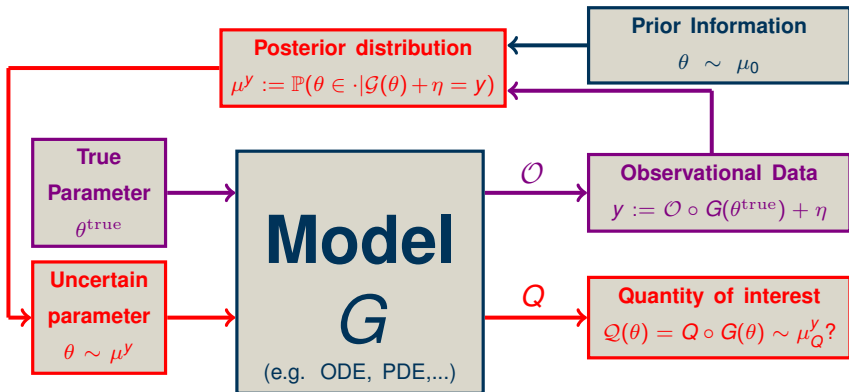 Posterior distribution
μ^y := ℙ(θ ∈ ·|𝒢(θ) + η = y)
Prior Information
θ ∼ μ₀
True
Parameter
θ^true
Model
G
(e.g. ODE, PDE,...)
𝒪
Observational Data
y := 𝒪 ∘ G(θ^true) + η
Uncertain
parameter
θ ∼ μ^y
Q
Quantity of interest
𝒬(θ) = Q ∘ G(θ) ∼ μ_Q^y?